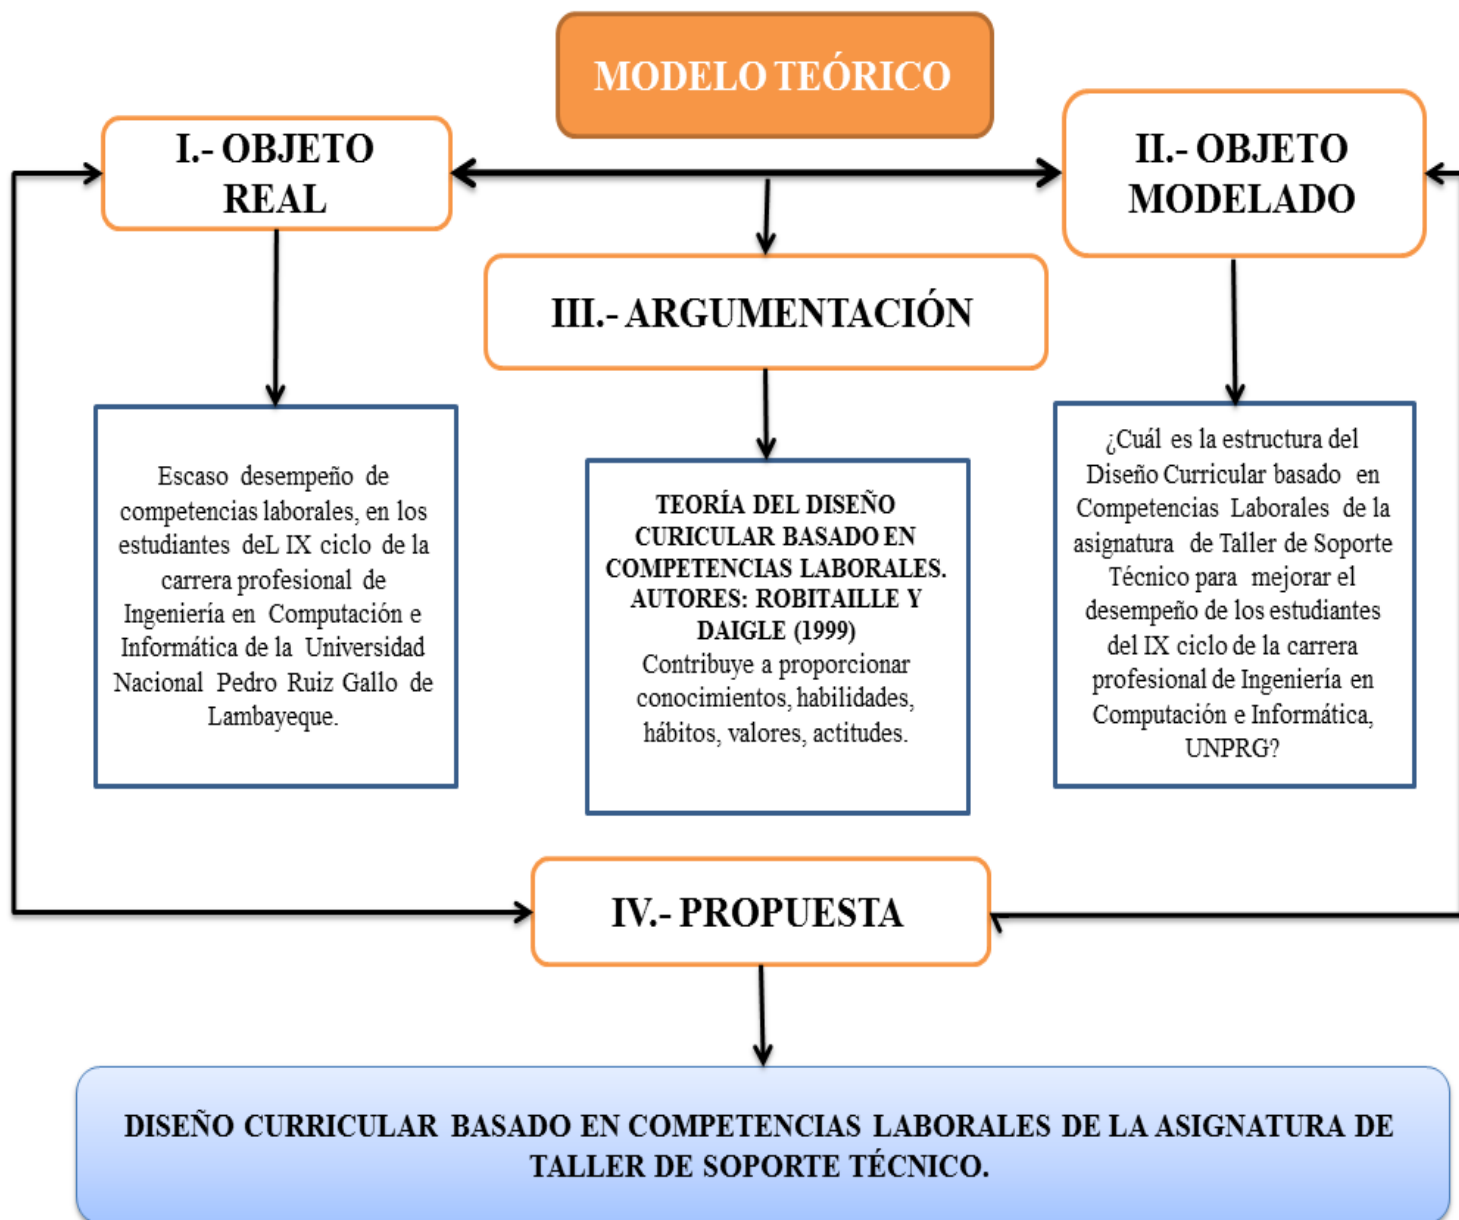 MODELO TEÓRICO
I.- OBJETO
REAL
II.- OBJETO
MODELADO
III.- ARGUMENTACIÓN
Escaso desempeño de
competencias laborales, en los
estudiantes deL IX ciclo de la
carrera profesional de
Ingeniería en Computación e
Informática de la Universidad
Nacional Pedro Ruiz Gallo de
Lambayeque.
TEORÍA DEL DISEÑO
CURICULAR BASADO EN
COMPETENCIAS LABORALES.
AUTORES: ROBITAILLE Y
DAIGLE (1999)
Contribuye a proporcionar
conocimientos, habilidades,
hábitos, valores, actitudes.
¿Cuál es la estructura del
Diseño Curricular basado en
Competencias Laborales de la
asignatura de Taller de Soporte
Técnico para mejorar el
desempeño de los estudiantes
del IX ciclo de la carrera
profesional de Ingeniería en
Computación e Informática,
UNPRG?
IV.- PROPUESTA
DISEÑO CURRICULAR BASADO EN COMPETENCIAS LABORALES DE LA ASIGNATURA DE
TALLER DE SOPORTE TÉCNICO.